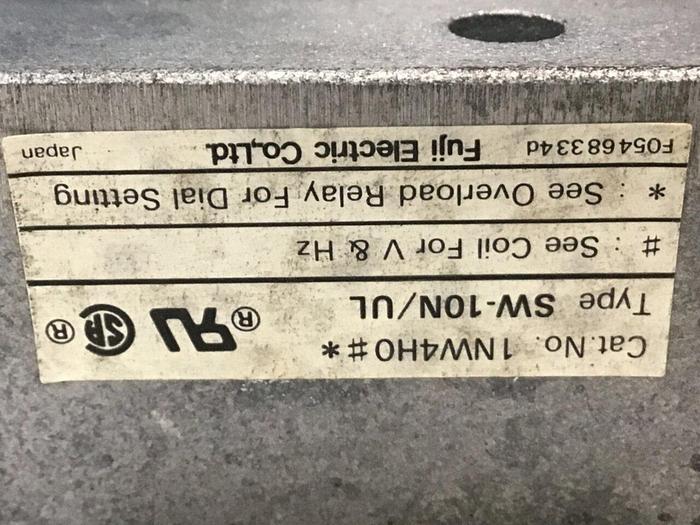 Cat.No. 1NW4H0#*
Type SW-10N/UL
# : See Coil For V & Hz
* : See Overload Relay For Dial Setting
F05468334d Fuji Electric Co.,Ltd. Japan